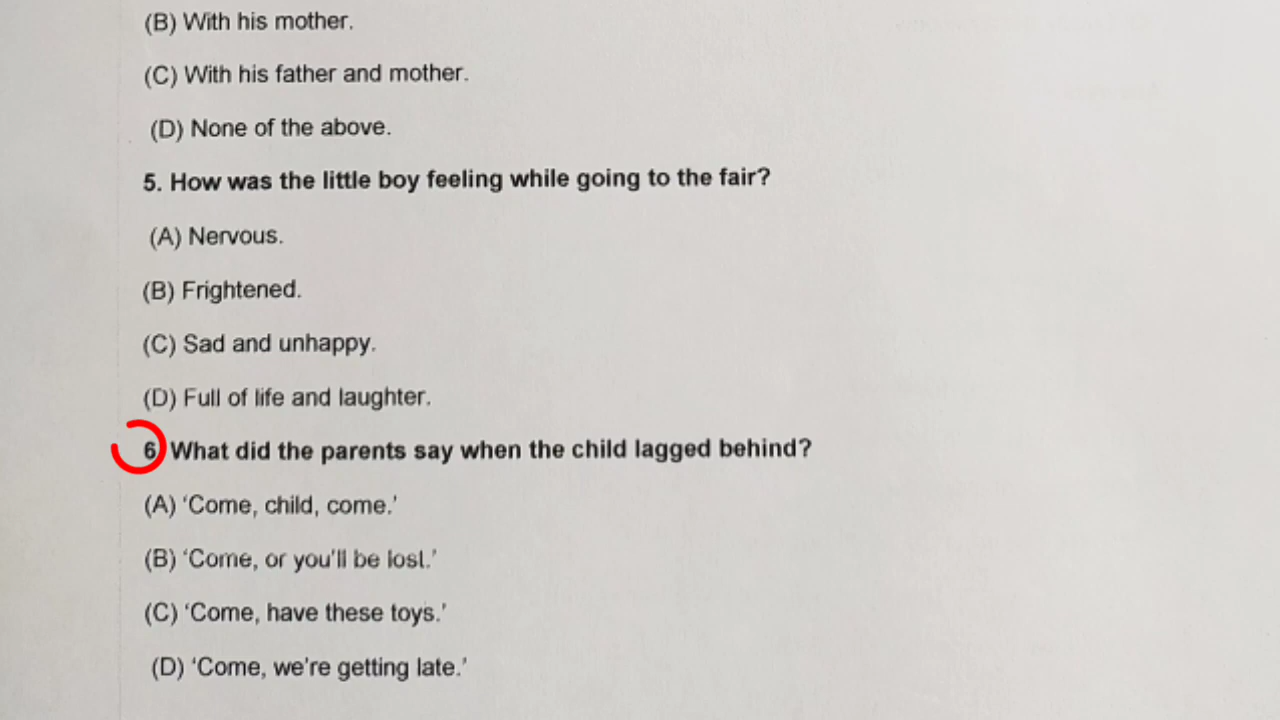 (B) With his mother.
(C) With his father and mother.
(D) None of the above.
5. How was the little boy feeling while going to the fair?
(A) Nervous.
(B) Frightened.
(C) Sad and unhappy.
(D) Full of life and laughter.
6 What did the parents say when the child lagged behind?
(A) ‘Come, child, come.’
(B) ‘Come, or you’ll be lost.’
(C) ‘Come, have these toys.’
(D) ‘Come, we’re getting late.’